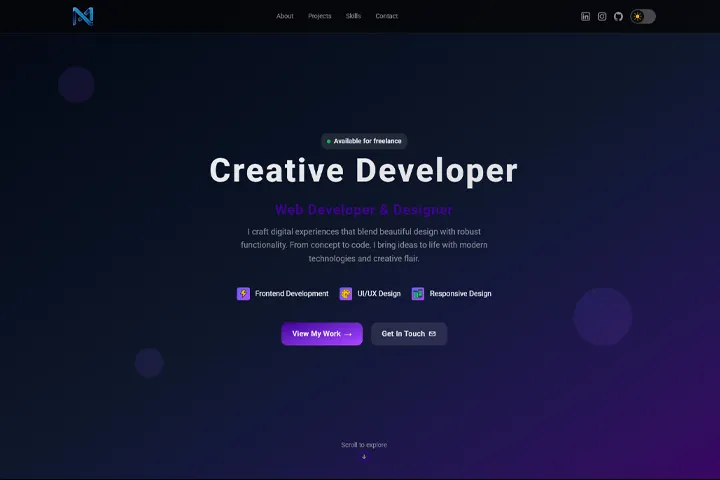 About Projects Skills Contact
Available for freelance
Creative Developer
Web Developer & Designer
I craft digital experiences that blend beautiful design with robust
functionality. From concept to code, I bring ideas to life with modern
technologies and creative flair.
Frontend Development UI/UX Design Responsive Design
View My Work → Get In Touch
Scroll to explore
↓